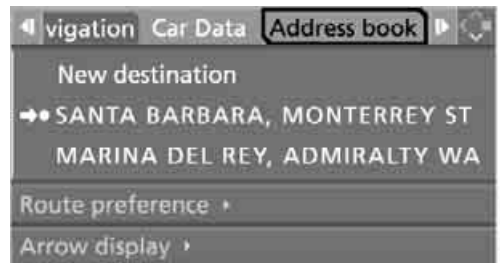 vigation Car Data Address book
New destination
SANTA BARBARA, MONTERREY ST
MARINA DEL REY, ADMIRALTY WA
Route preference
Arrow display